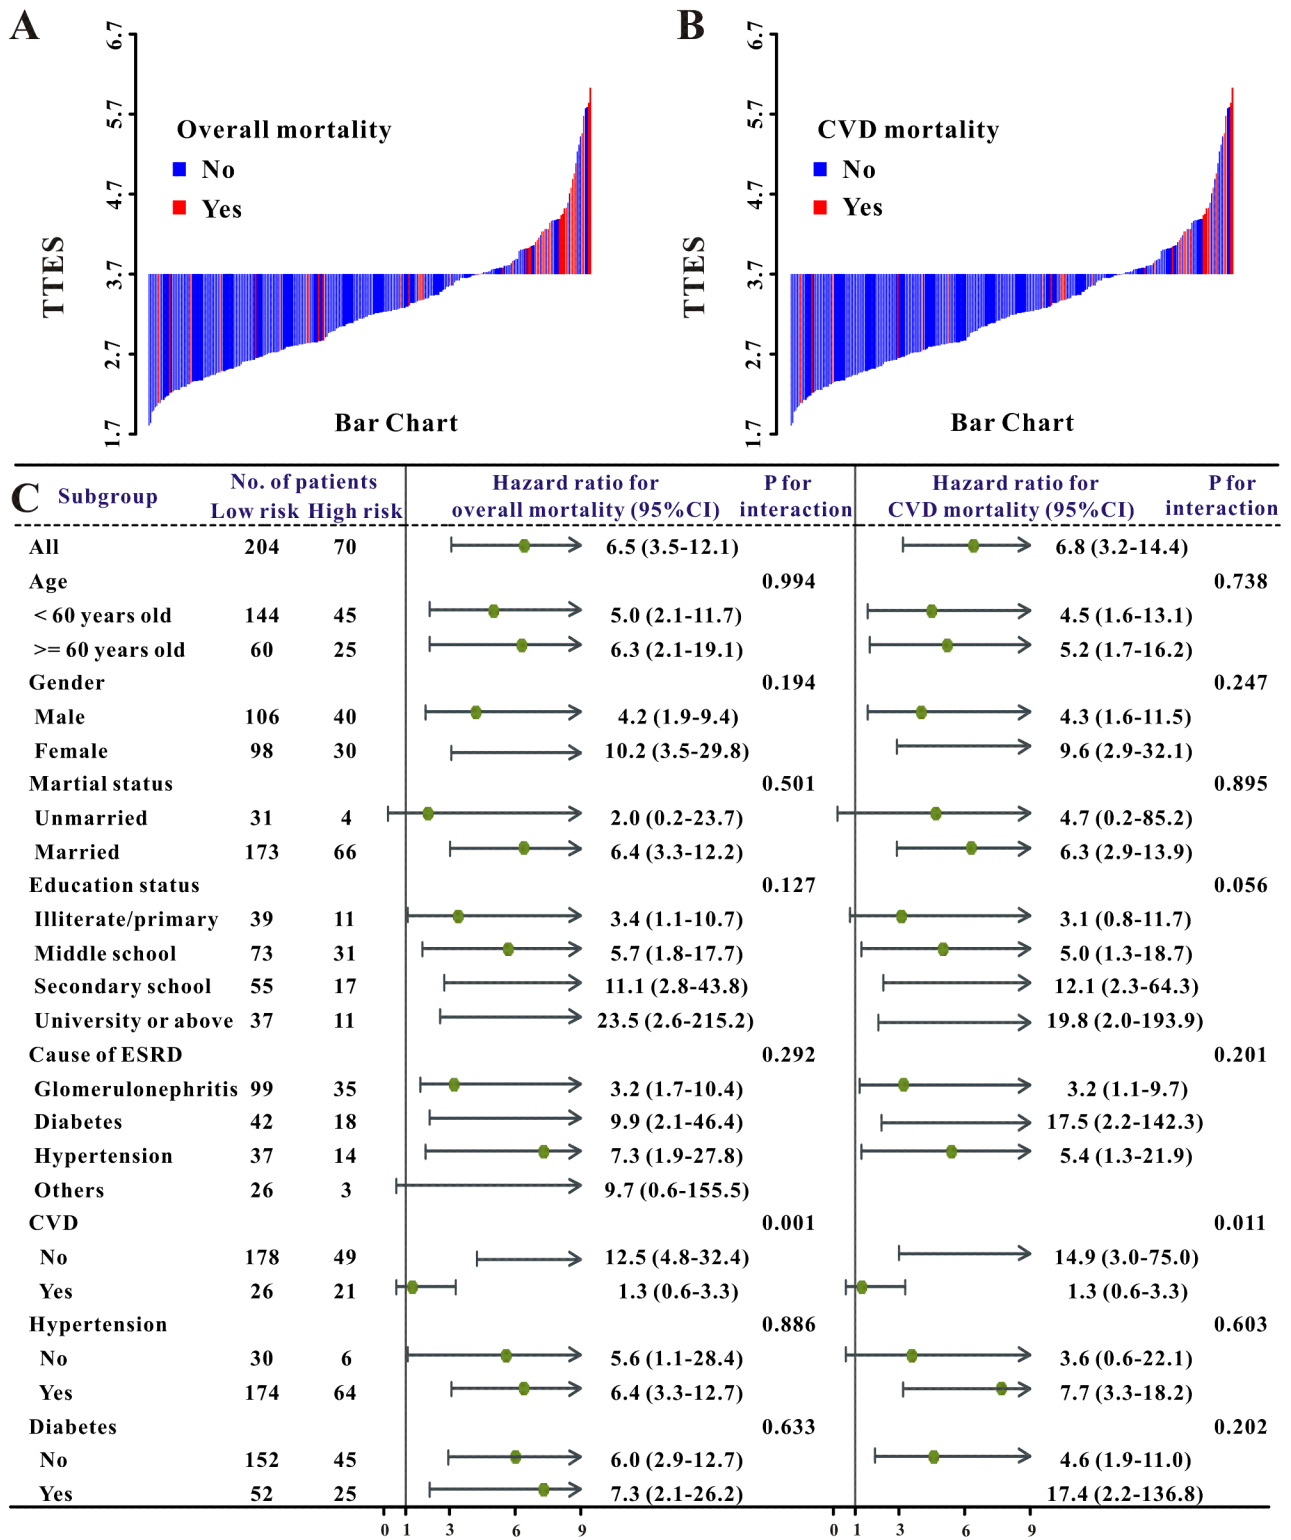 A
6.7
5.7
4.7
3.7
2.7
1.7
TTES
Overall mortality
No
Yes
Bar Chart
B
6.7
5.7
4.7
3.7
2.7
1.7
TTES
CVD mortality
No
Yes
Bar Chart
C
Subgroup No. of patients Hazard ratio for P for Hazard ratio for P for
Low risk High risk overall mortality (95%CI) interaction CVD mortality (95%CI) interaction
All 204 70 6.5 (3.5-12.1) 6.8 (3.2-14.4)
Age 0.994 0.738
< 60 years old 144 45 5.0 (2.1-11.7) 4.5 (1.6-13.1)
>= 60 years old 60 25 6.3 (2.1-19.1) 5.2 (1.7-16.2)
Gender 0.194 0.247
Male 106 40 4.2 (1.9-9.4) 4.3 (1.6-11.5)
Female 98 30 10.2 (3.5-29.8) 9.6 (2.9-32.1)
Martial status 0.501 0.895
Unmarried 31 4 2.0 (0.2-23.7) 4.7 (0.2-85.2)
Married 173 66 6.4 (3.3-12.2) 6.3 (2.9-13.9)
Education status 0.127 0.056
Illiterate/primary 39 11 3.4 (1.1-10.7) 3.1 (0.8-11.7)
Middle school 73 31 5.7 (1.8-17.7) 5.0 (1.3-18.7)
Secondary school 55 17 11.1 (2.8-43.8) 12.1 (2.3-64.3)
University or above 37 11 23.5 (2.6-215.2) 19.8 (2.0-193.9)
Cause of ESRD 0.292 0.201
Glomerulonephritis 99 35 3.2 (1.7-10.4) 3.2 (1.1-9.7)
Diabetes 42 18 9.9 (2.1-46.4) 17.5 (2.2-142.3)
Hypertension 37 14 7.3 (1.9-27.8) 5.4 (1.3-21.9)
Others 26 3 9.7 (0.6-155.5)
CVD 0.001 0.011
No 178 49 12.5 (4.8-32.4) 14.9 (3.0-75.0)
Yes 26 21 1.3 (0.6-3.3) 1.3 (0.6-3.3)
Hypertension 0.886 0.603
No 30 6 5.6 (1.1-28.4) 3.6 (0.6-22.1)
Yes 174 64 6.4 (3.3-12.7) 7.7 (3.3-18.2)
Diabetes 0.633 0.202
No 152 45 6.0 (2.9-12.7) 4.6 (1.9-11.0)
Yes 52 25 7.3 (2.1-26.2) 17.4 (2.2-136.8)
0 1 3 6 9 0 1 3 6 9